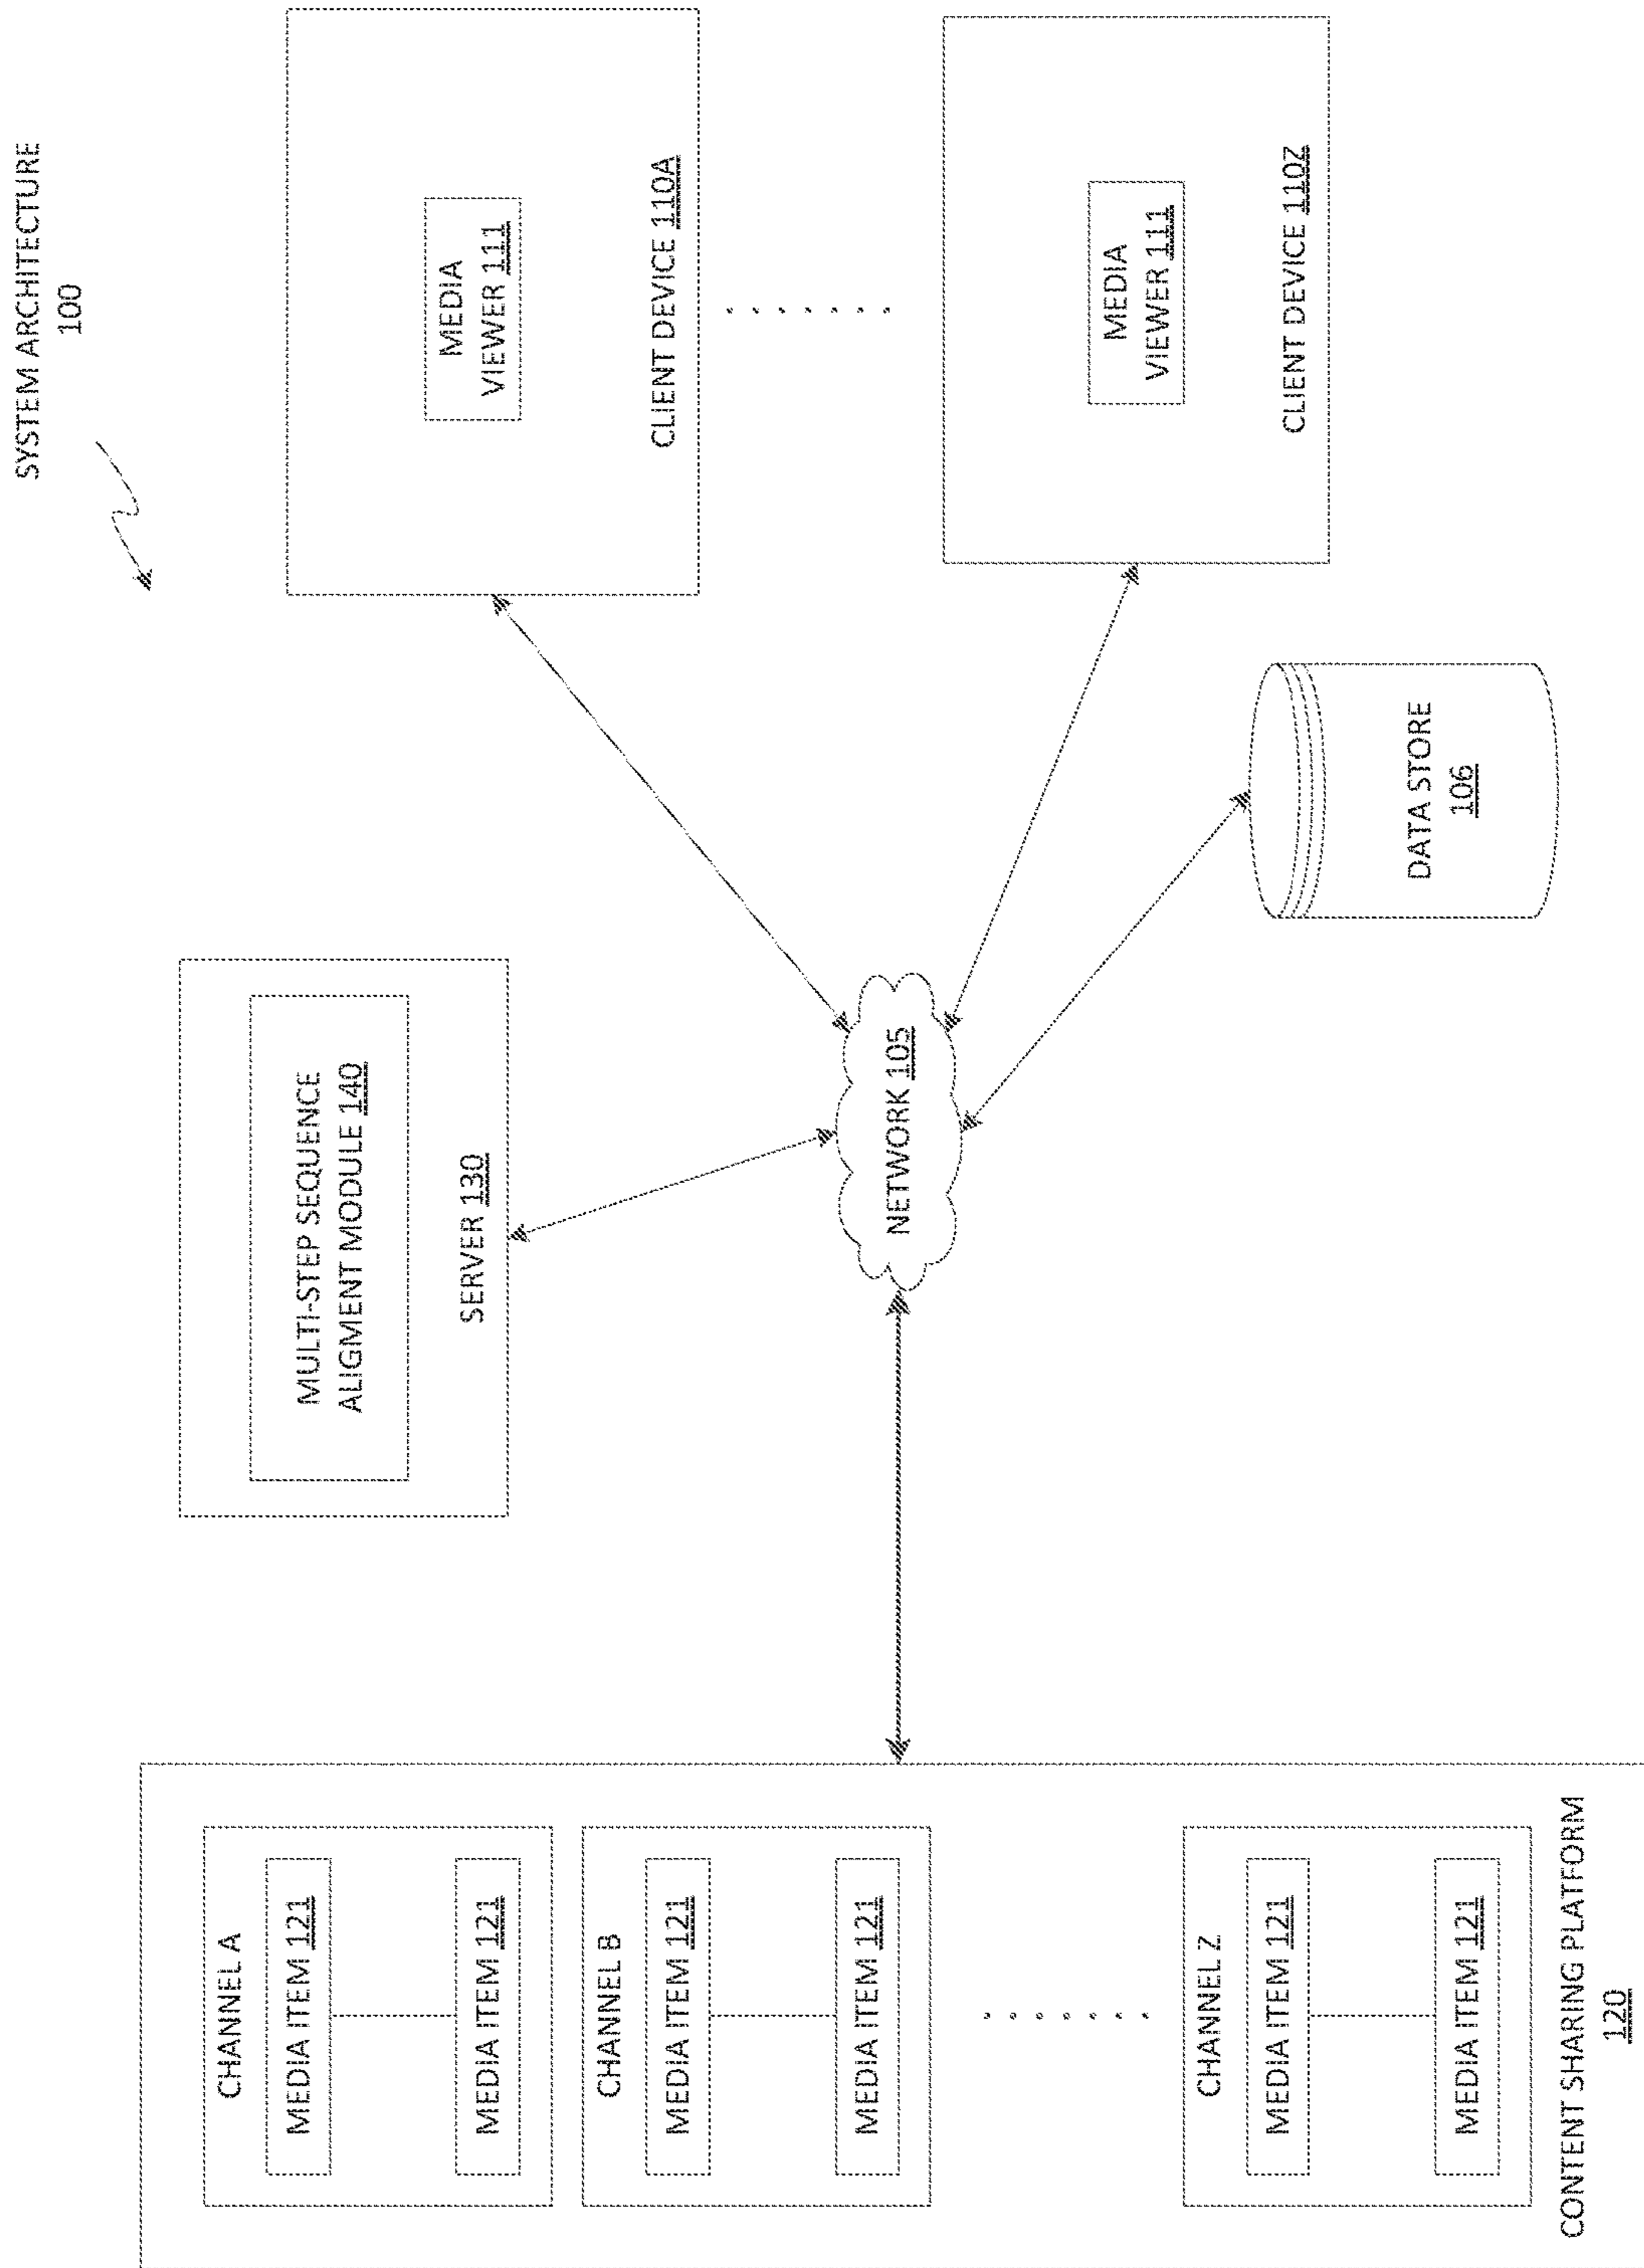 SYSTEM ARCHITECTURE
100
CHANNEL A
MEDIA ITEM 121
MEDIA ITEM 121
CHANNEL B
MEDIA ITEM 121
MEDIA ITEM 121
CHANNEL Z
MEDIA ITEM 121
MEDIA ITEM 121
CONTENT SHARING PLATFORM
120
MULTI-STEP SEQUENCE
ALIGMENT MODULE 140
SERVER 130
NETWORK 105
MEDIA
VIEWER 111
CLIENT DEVICE 110A
MEDIA
VIEWER 111
CLIENT DEVICE 110Z
DATA STORE
106